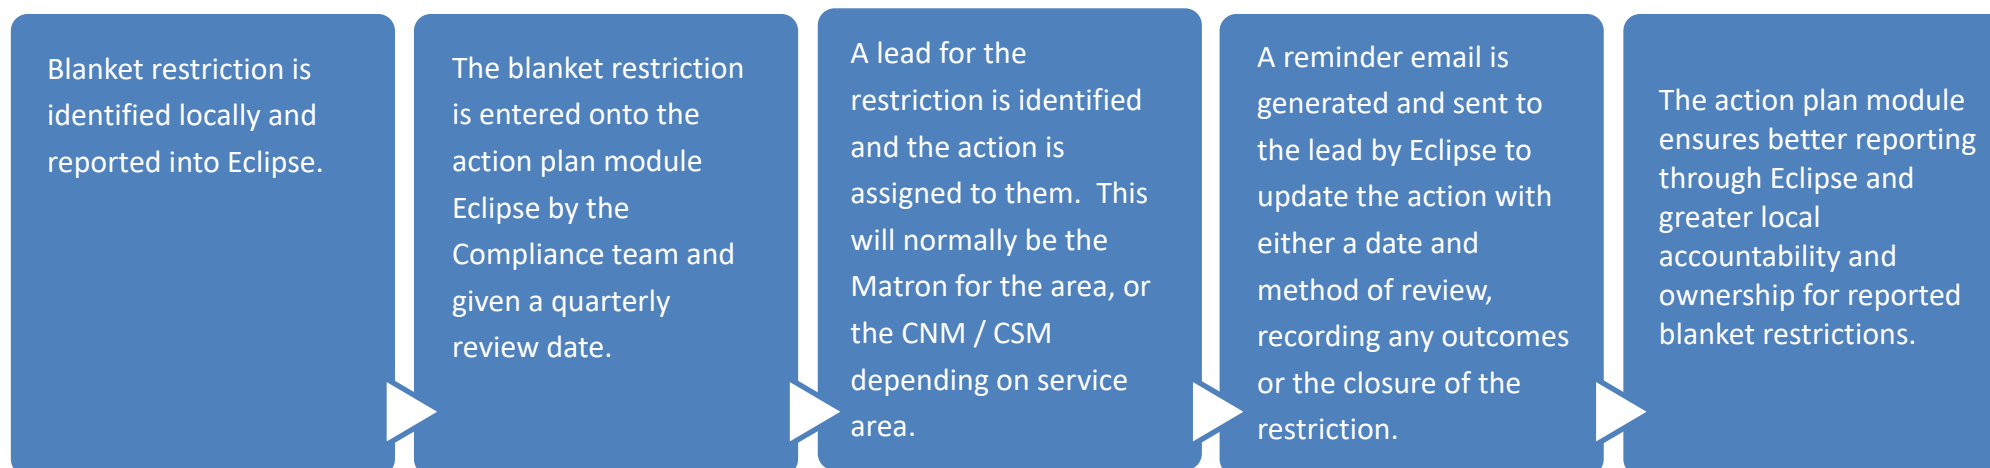 Blanket restriction is
identified locally and
reported into Eclipse.
The blanket restriction
is entered onto the
action plan module
Eclipse by the
Compliance team and
given a quarterly
review date.
A lead for the
restriction is identified
and the action is
assigned to them.  This
will normally be the
Matron for the area, or
the CNM / CSM
depending on service
area.
A reminder email is
generated and sent to
the lead by Eclipse to
update the action with
either a date and
method of review,
recording any outcomes
or the closure of the
restriction.
The action plan module
ensures better reporting
through Eclipse and
greater local
accountability and
ownership for reported
blanket restrictions.